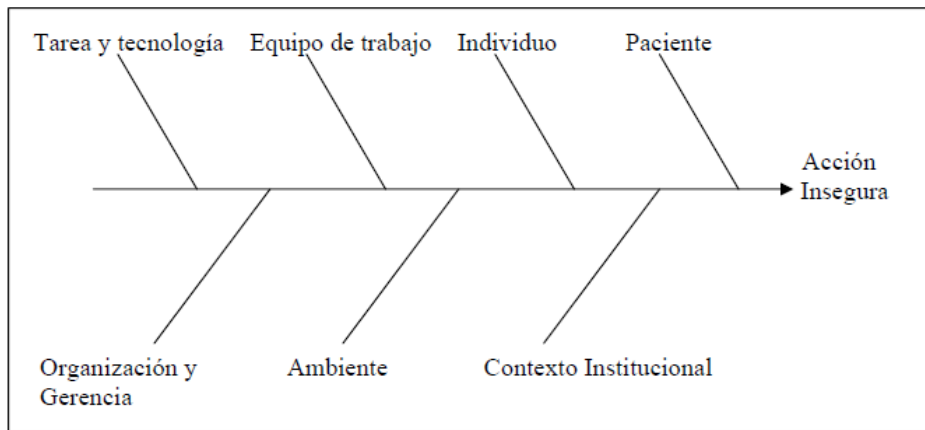 Tarea y tecnología
Equipo de trabajo
Individuo
Paciente
Acción
Insegura
Organización y
Gerencia
Ambiente
Contexto Institucional